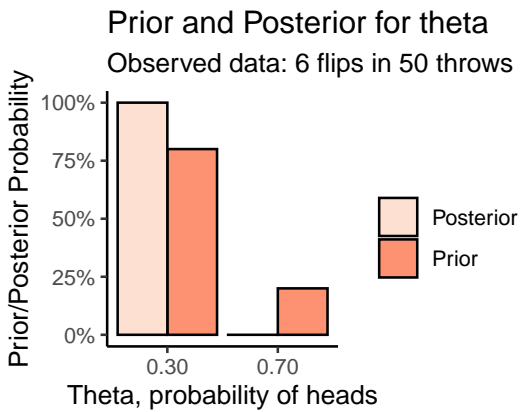 Prior and Posterior for theta
Observed data: 6 flips in 50 throws
Prior/Posterior Probability
100%
75%
50%
25%
0%
0.30
0.70
Theta, probability of heads
Posterior
Prior